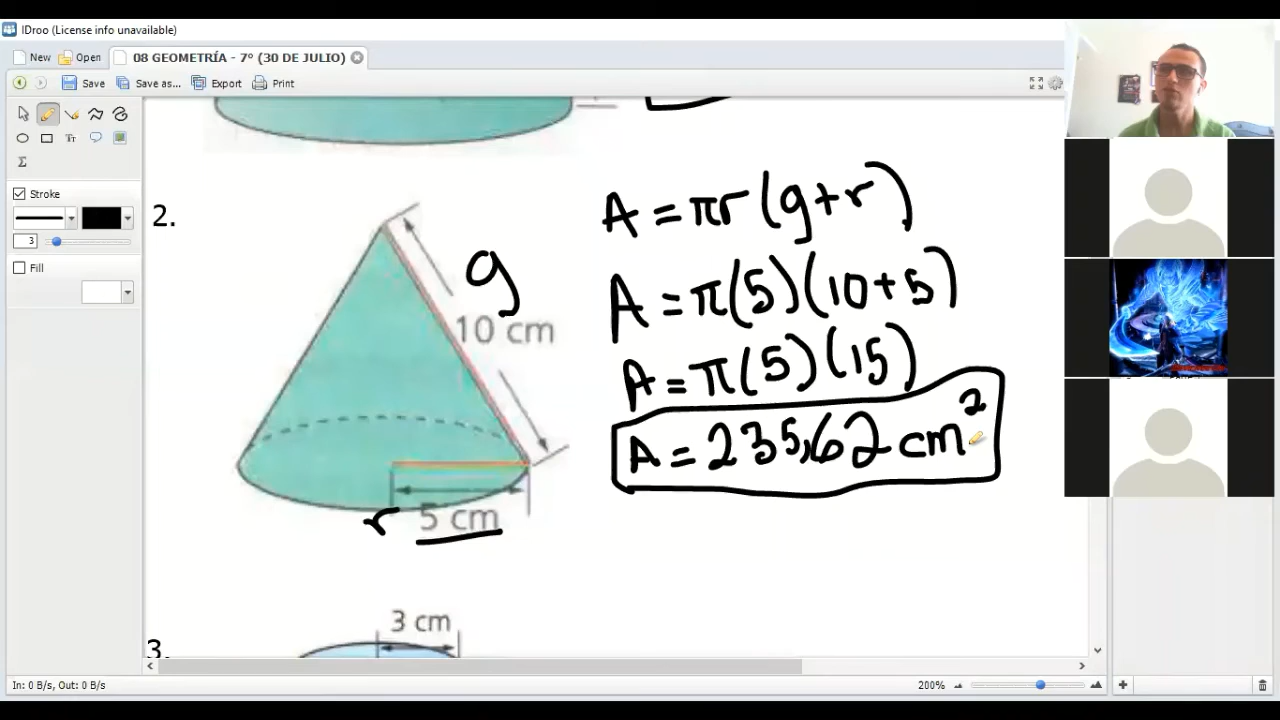 IDroo (License info unavailable)
New Open 08 GEOMETRÍA - 7º (30 DE JULIO)
Save Save as... Export Print
Tr
Σ
Stroke
3
Fill
2.
g
10 cm
r 5 cm
A = πr(g+r)
A = π(5)(10+5)
A = π(5)(15)
A = 235,62 cm²
3.
3 cm
In: 0 B/s, Out: 0 B/s
200%